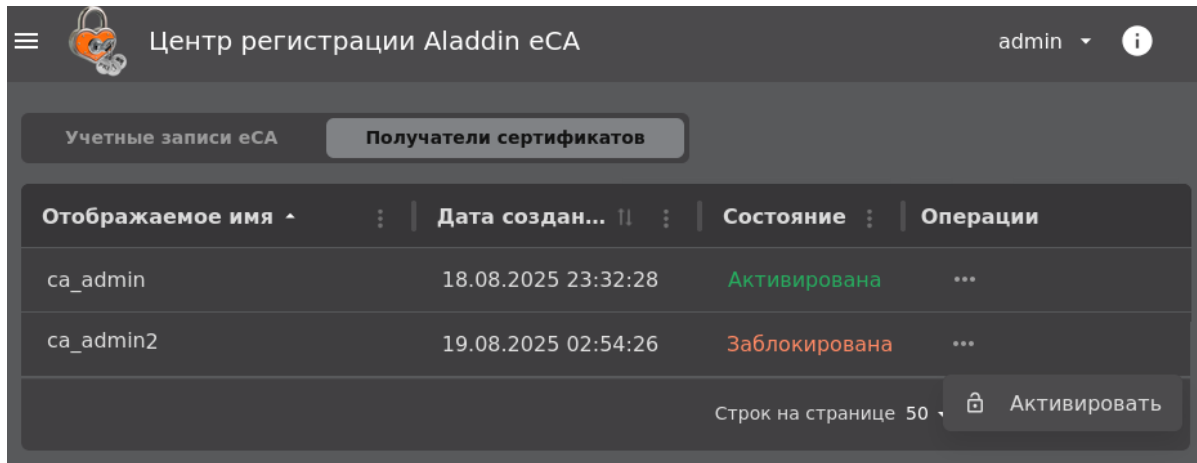 Центр регистрации Aladdin eCA admin
Учетные записи eCA Получатели сертификатов
Отображаемое имя Дата создан... Состояние Операции
ca_admin 18.08.2025 23:32:28 Активирована
ca_admin2 19.08.2025 02:54:26 Заблокирована
Строк на странице 50 Активировать